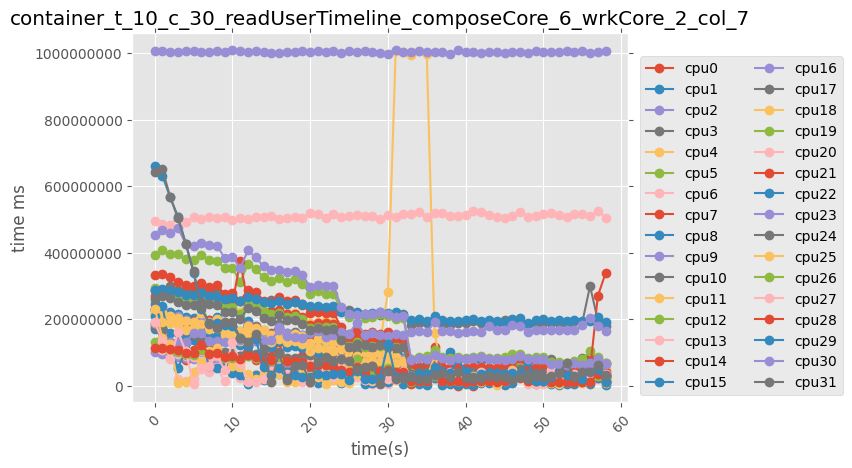 container_t_10_c_30_readUserTimeline_composeCore_6_wrkCore_2_col_7
1000000000
800000000
600000000
400000000
200000000
0
time ms
0 10 20 30 40 50 60
time(s)
cpu0 cpu16
cpu1 cpu17
cpu2 cpu18
cpu3 cpu19
cpu4 cpu20
cpu5 cpu21
cpu6 cpu22
cpu7 cpu23
cpu8 cpu24
cpu9 cpu25
cpu10 cpu26
cpu11 cpu27
cpu12 cpu28
cpu13 cpu29
cpu14 cpu30
cpu15 cpu31